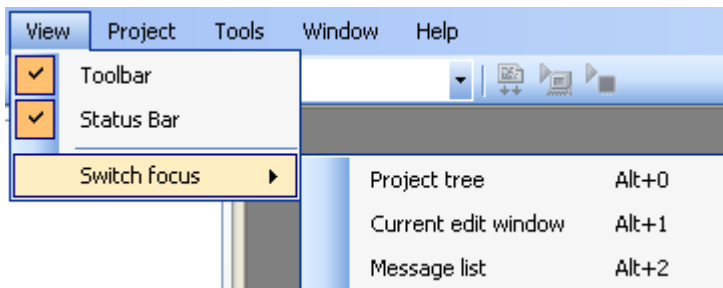 View Project Tools Window Help
Toolbar
Status Bar
Switch focus
Project tree Alt+0
Current edit window Alt+1
Message list Alt+2